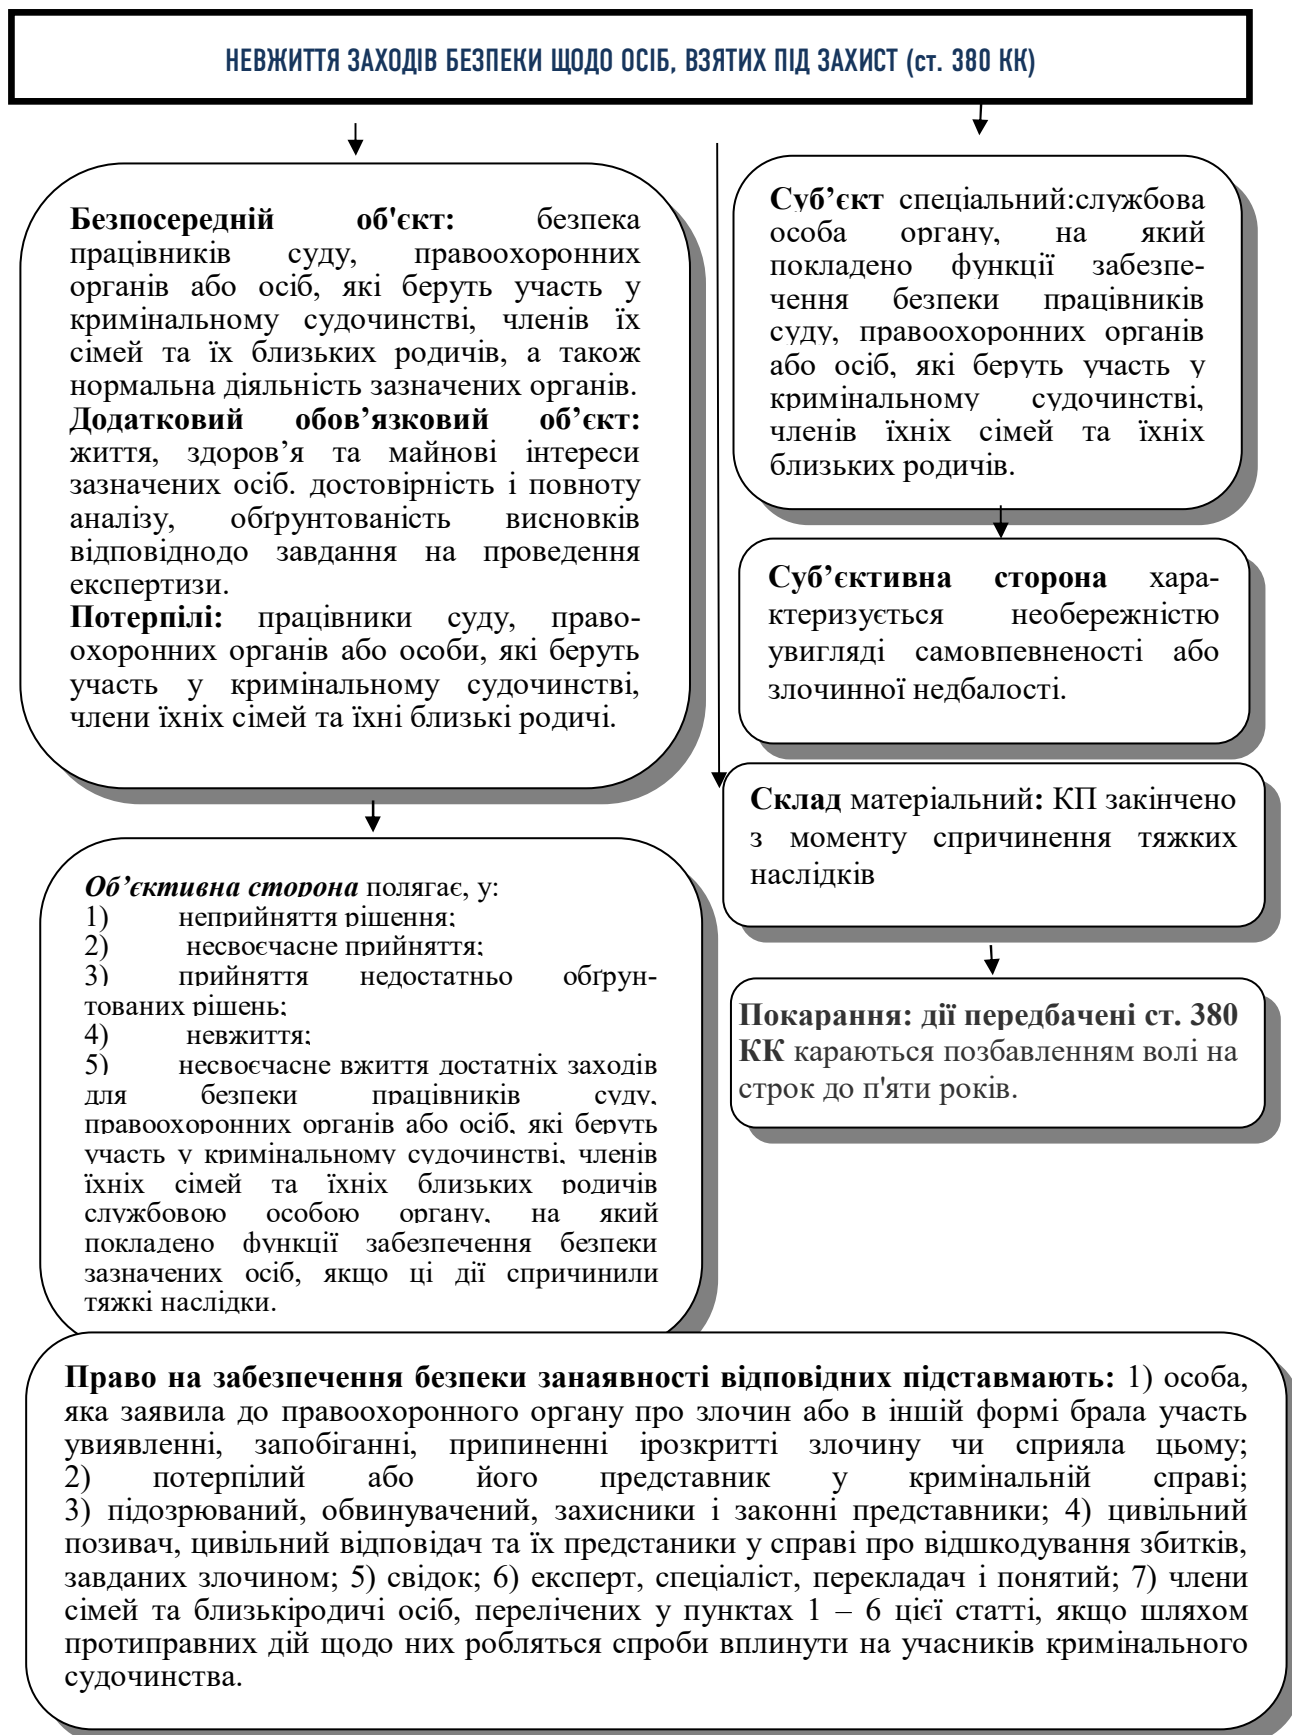 НЕВЖИТТЯ ЗАХОДІВ БЕЗПЕКИ ЩОДО ОСІБ, ВЗЯТИХ ПІД ЗАХИСТ (ст. 380 КК)
Безпосередній об'єкт: безпека
працівників суду, правоохоронних
органів або осіб, які беруть участь у
кримінальному судочинстві, членів їх
сімей та їх близьких родичів, а також
нормальна діяльність зазначених органів.
Додатковий обов’язковий об’єкт:
життя, здоров’я та майнові інтереси
зазначених осіб. достовірність і повноту
аналізу, обґрунтованість висновків
відповіднодо завдання на проведення
експертизи.
Потерпілі: працівники суду, право-
охоронних органів або особи, які беруть
участь у кримінальному судочинстві,
члени їхніх сімей та їхні близькі родичі.
Об’єктивна сторона полягає, у:
1) неприйняття рішення;
2) несвоєчасне прийняття;
3) прийняття недостатньо обґрун-
тованих рішень;
4) невжиття;
5) несвоєчасне вжиття достатніх заходів
для безпеки працівників суду,
правоохоронних органів або осіб, які беруть
участь у кримінальному судочинстві, членів
їхніх сімей та їхніх близьких родичів
службовою особою органу, на який
покладено функції забезпечення безпеки
зазначених осіб, якщо ці дії спричинили
тяжкі наслідки.
Суб’єкт спеціальний:службова
особа органу, на який
покладено функції забезпе-
чення безпеки працівників
суду, правоохоронних органів
або осіб, які беруть участь у
кримінальному судочинстві,
членів їхніх сімей та їхніх
близьких родичів.
Суб’єктивна сторона хара-
ктеризується необережністю
увигляді самовпевненості або
злочинної недбалості.
Склад матеріальний: КП закінчено
з моменту спричинення тяжких
наслідків
Покарання: дії передбачені ст. 380
КК караються позбавленням волі на
строк до п'яти років.
Право на забезпечення безпеки занаявності відповідних підставмають: 1) особа,
яка заявила до правоохоронного органу про злочин або в іншій формі брала участь
увиявленні, запобіганні, припиненні ірозкритті злочину чи сприяла цьому;
2) потерпілий або його представник у кримінальній справі;
3) підозрюваний, обвинувачений, захисники і законні представники; 4) цивільний
позивач, цивільний відповідач та їх предстаники у справі про відшкодування збитків,
завданих злочином; 5) свідок; 6) експерт, спеціаліст, перекладач і понятий; 7) члени
сімей та близькіродичі осіб, перелічених у пунктах 1 – 6 цієї статті, якщо шляхом
протиправних дій щодо них робляться спроби вплинути на учасників кримінального
судочинства.